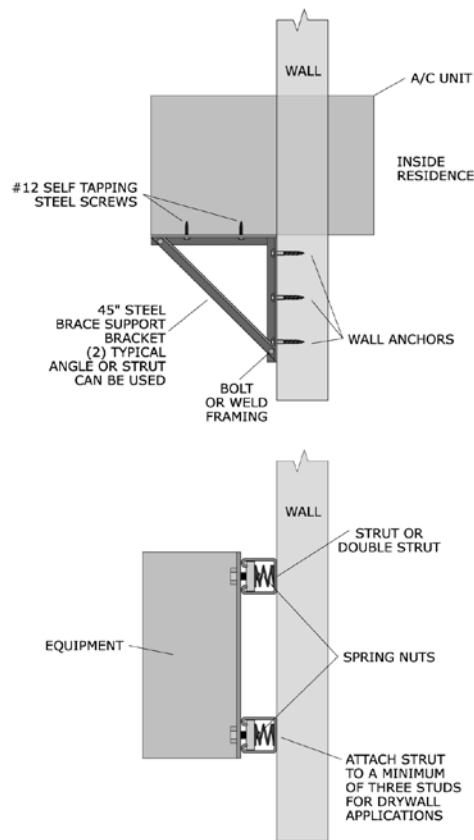 WALL
A/C UNIT
INSIDE
RESIDENCE
#12 SELF TAPPING
STEEL SCREWS
45" STEEL
BRACE SUPPORT
BRACKET
(2) TYPICAL
ANGLE OR STRUT
CAN BE USED
WALL ANCHORS
BOLT
OR WELD
FRAMING
WALL
STRUT OR
DOUBLE STRUT
EQUIPMENT
SPRING NUTS
ATTACH STRUT
TO A MINIMUM
OF THREE STUDS
FOR DRYWALL
APPLICATIONS